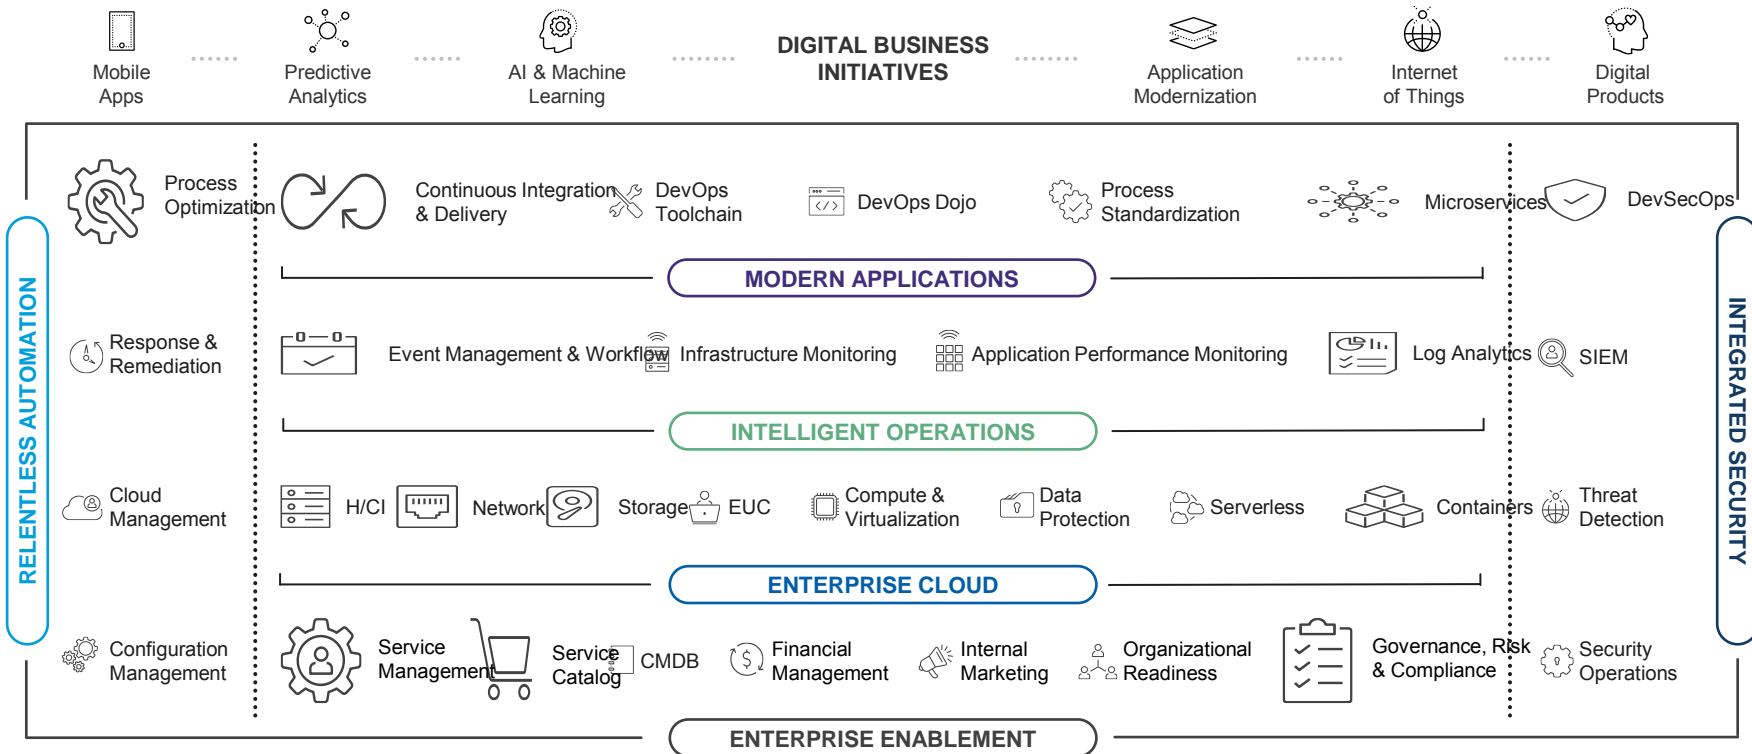 Mobile
Apps
Predictive
Analytics
AI & Machine
Learning
DIGITAL BUSINESS
INITIATIVES
Application
Modernization
Internet
of Things
Digital
Products
RELENTLESS AUTOMATION
Process
Optimization
Continuous Integration
& Delivery
DevOps
Toolchain
DevOps Dojo
Process
Standardization
Microservices
DevSecOps
MODERN APPLICATIONS
Response &
Remediation
Event Management & Workflow
Infrastructure Monitoring
Application Performance Monitoring
Log Analytics
SIEM
INTELLIGENT OPERATIONS
Cloud
Management
H/CI
Network
Storage
EUC
Compute &
Virtualization
Data
Protection
Serverless
Containers
Threat
Detection
ENTERPRISE CLOUD
Configuration
Management
Service
Management
Service
Catalog
CMDB
Financial
Management
Internal
Marketing
Organizational
Readiness
Governance, Risk
& Compliance
Security
Operations
ENTERPRISE ENABLEMENT
INTEGRATED SECURITY